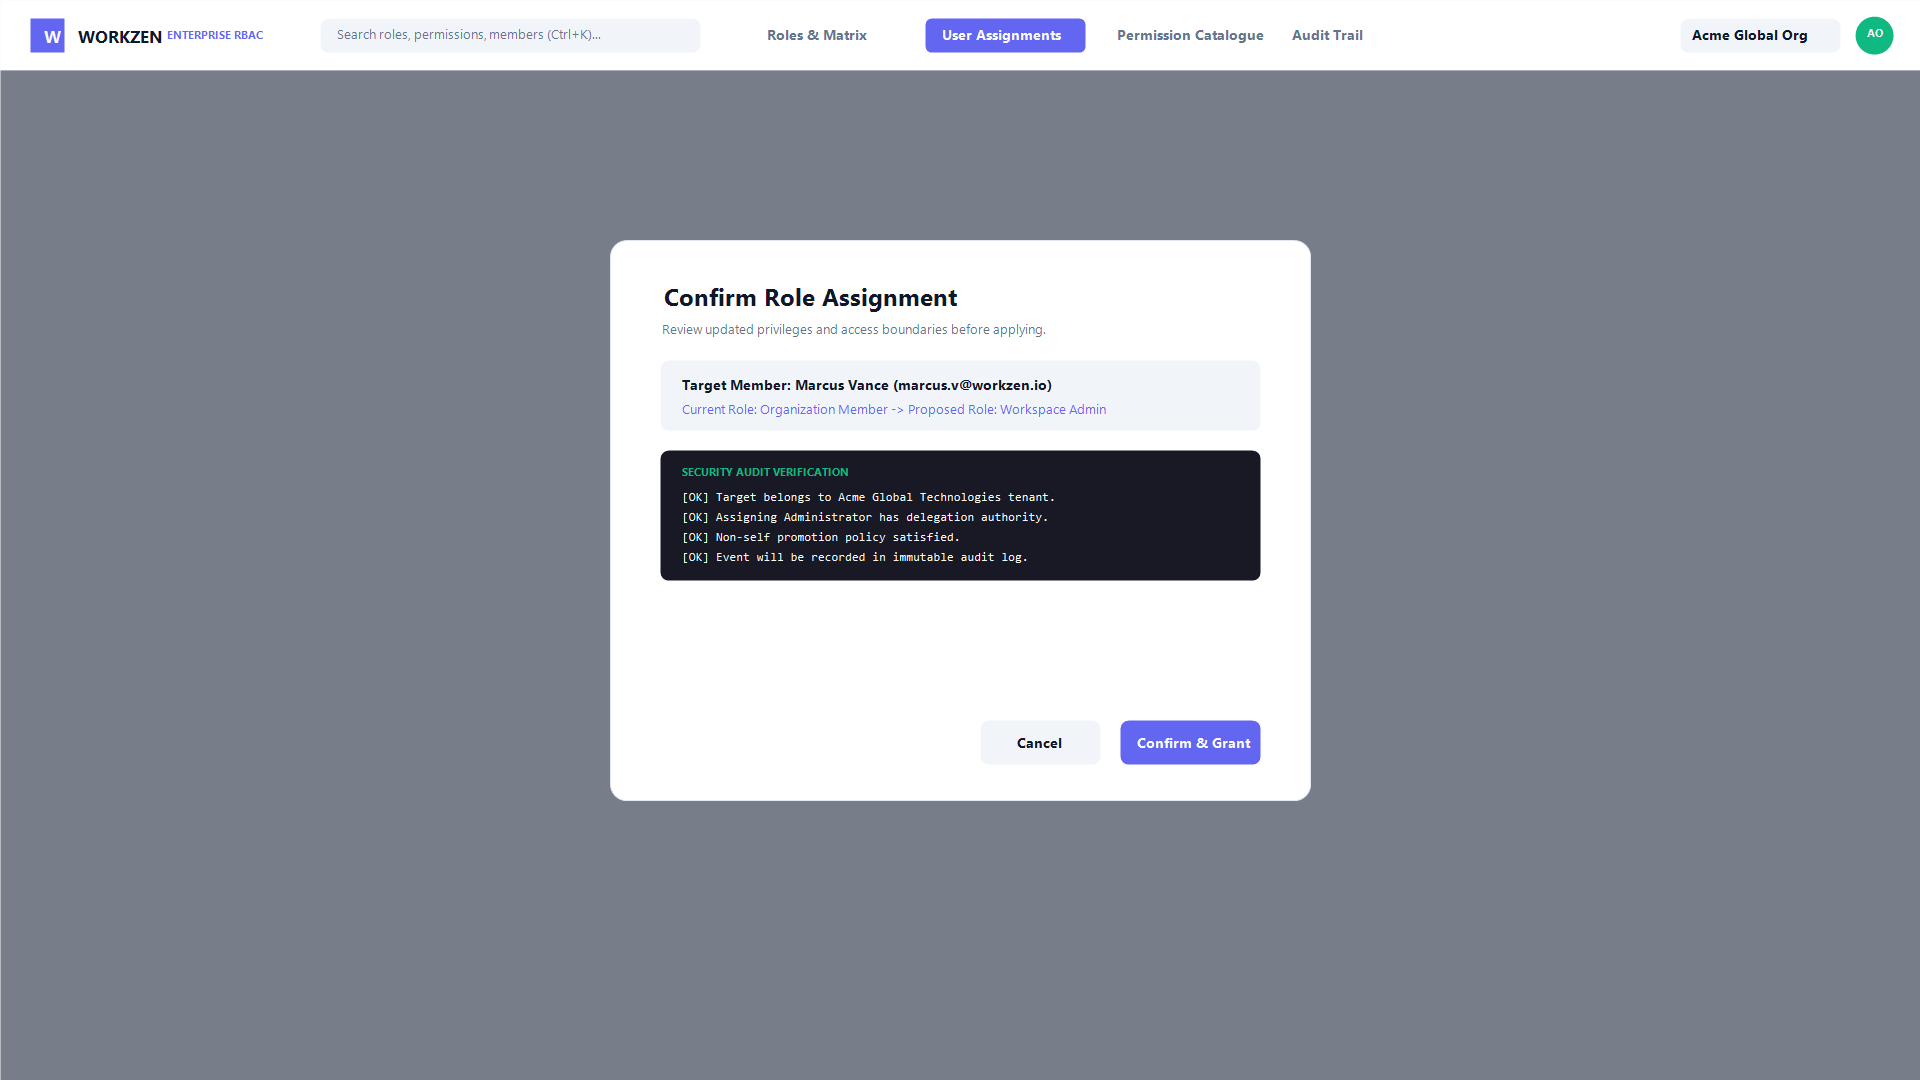 W WORKZEN ENTERPRISE RBAC
Search roles, permissions, members (Ctrl+K)...
Roles & Matrix
User Assignments
Permission Catalogue
Audit Trail
Acme Global Org
AO
Confirm Role Assignment
Review updated privileges and access boundaries before applying.
Target Member: Marcus Vance (marcus.v@workzen.io)
Current Role: Organization Member -> Proposed Role: Workspace Admin
SECURITY AUDIT VERIFICATION
[OK] Target belongs to Acme Global Technologies tenant.
[OK] Assigning Administrator has delegation authority.
[OK] Non-self promotion policy satisfied.
[OK] Event will be recorded in immutable audit log.
Cancel
Confirm & Grant